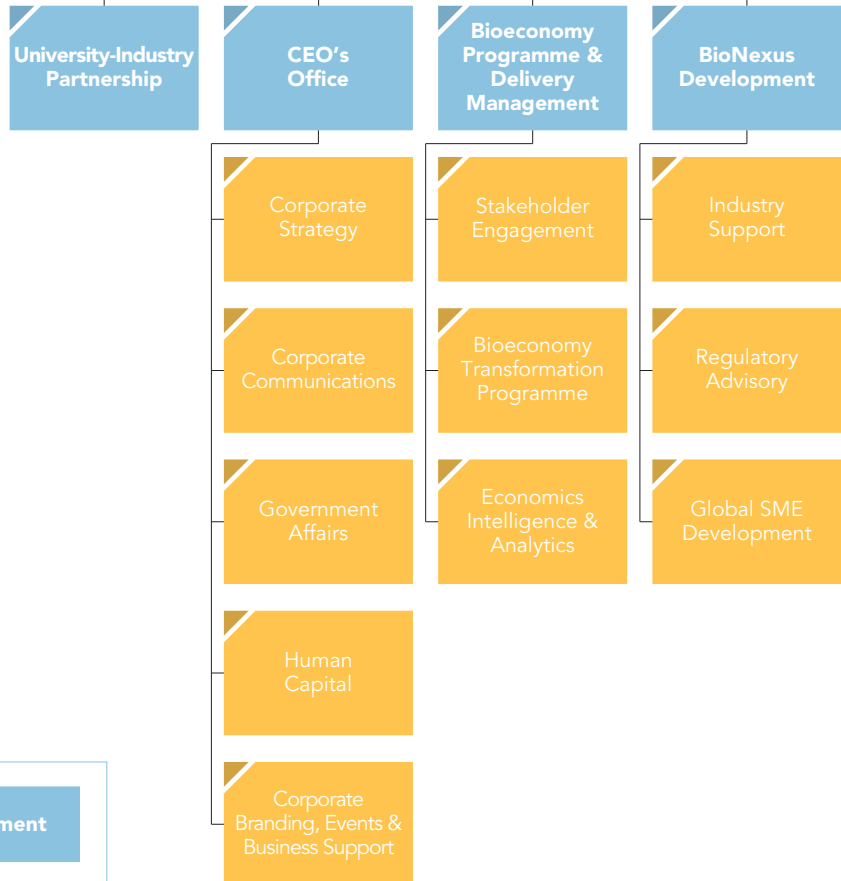 University-Industry
Partnership
CEO's
Office
Bioeconomy
Programme &
Delivery
Management
BioNexus
Development
Corporate
Strategy
Corporate
Communications
Government
Affairs
Human
Capital
Corporate
Branding, Events &
Business Support
Stakeholder
Engagement
Bioeconomy
Transformation
Programme
Economics
Intelligence &
Analytics
Industry
Support
Regulatory
Advisory
Global SME
Development